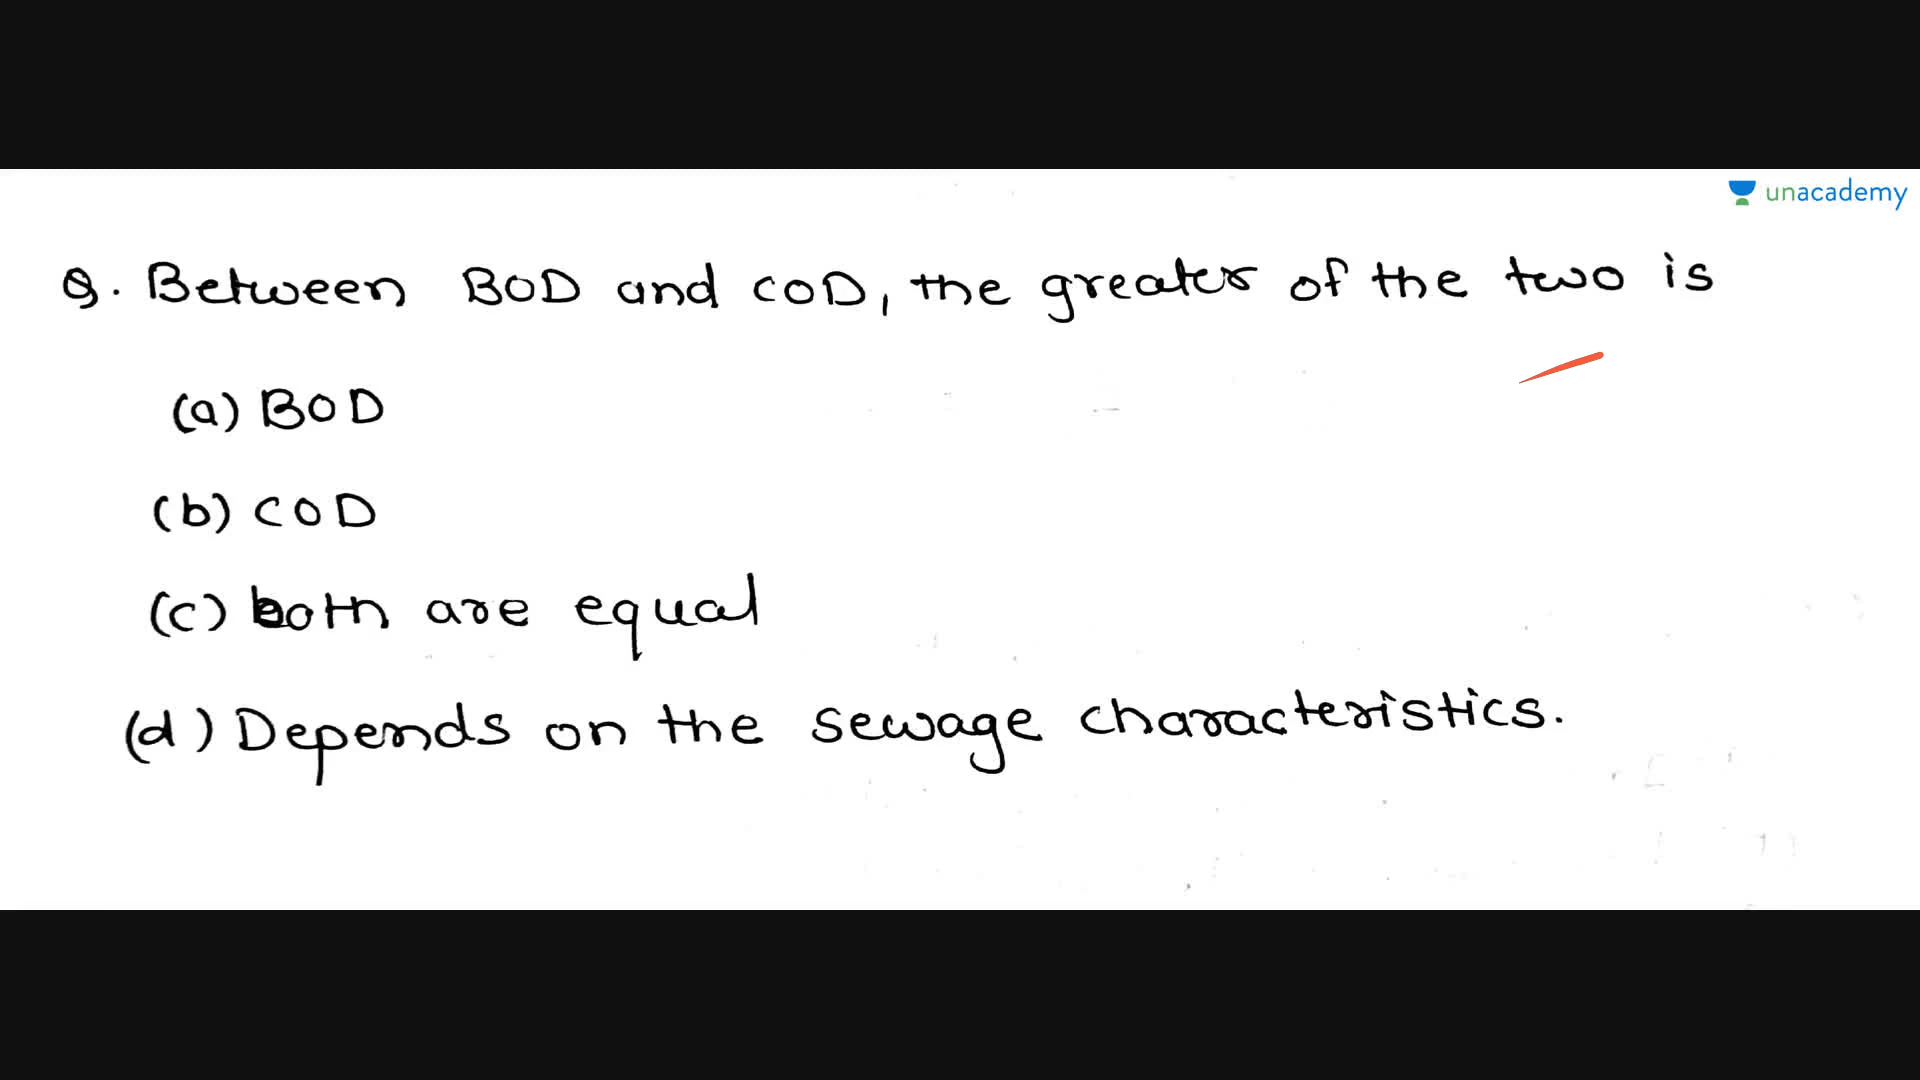 unacademy
Q. Between BOD and COD, the greater of the two is
(a) BOD
(b) COD
(c) both are equal
(d) Depends on the sewage characteristics.